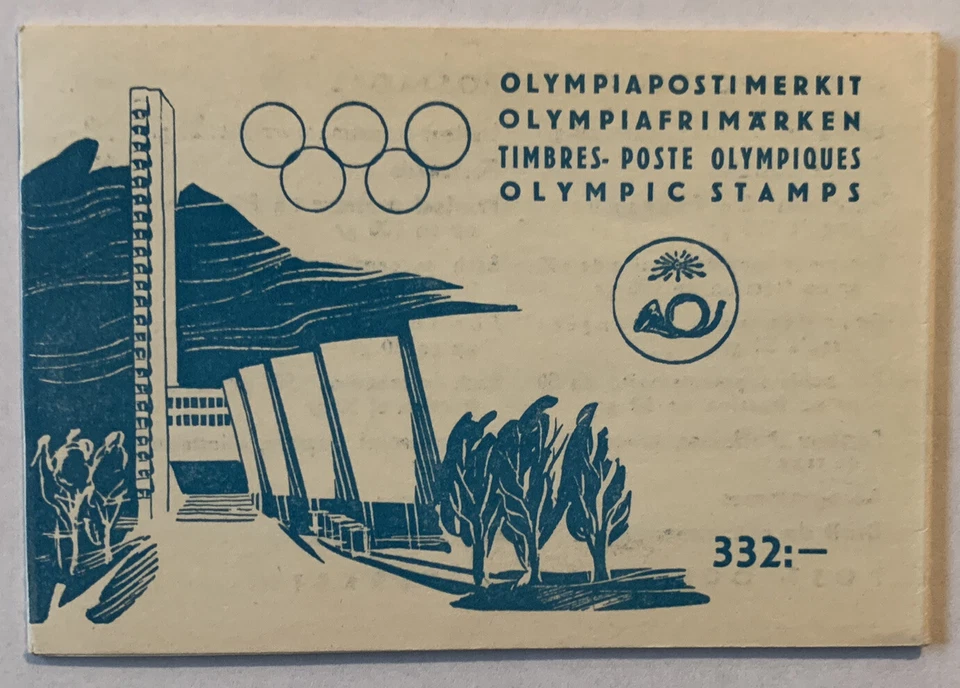 OLYMPIAPOSTIMERKIT
OLYMPIAFRIMÄRKEN
TIMBRES-POSTE OLYMPIQUES
OLYMPIC STAMPS
332:—